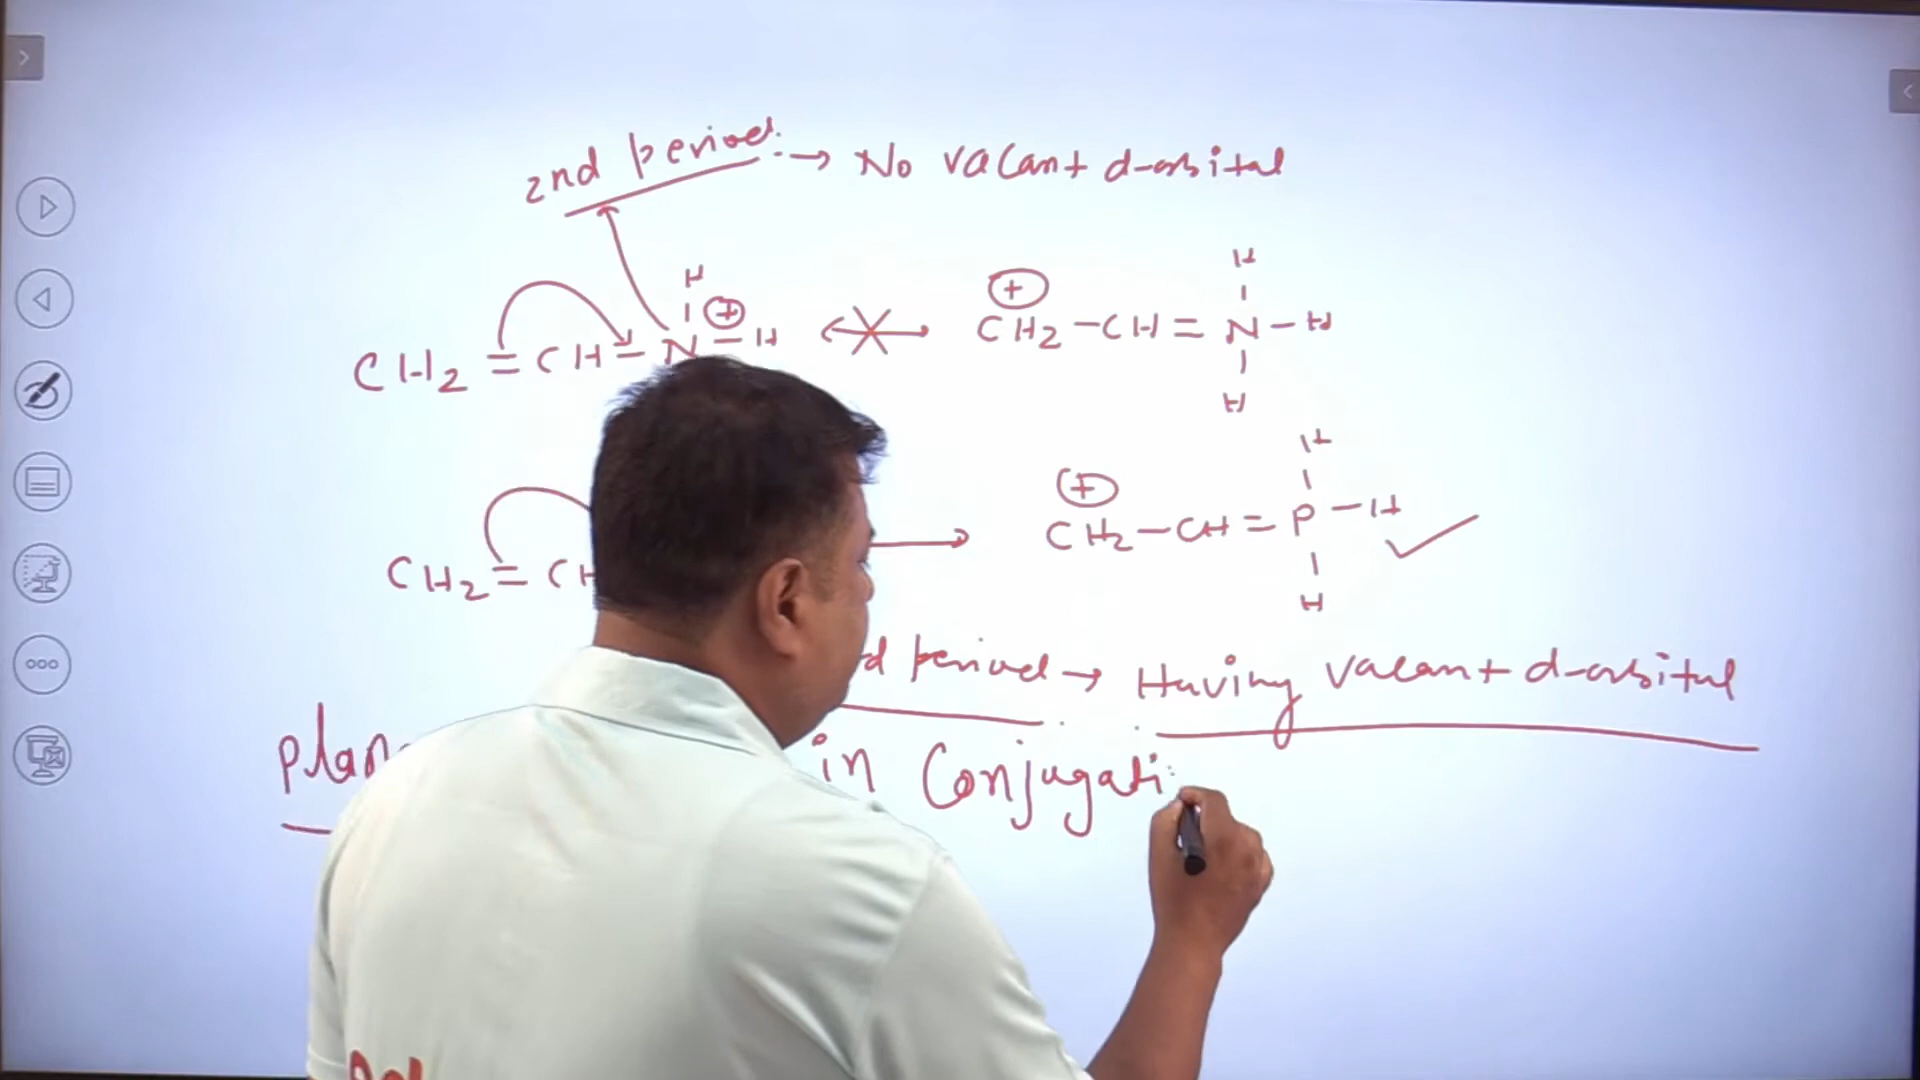 2nd period → No vacant d-orbital
H
CH2 = CH - N - H ⊕ ↔ ⊕ CH2 - CH = N - H
H
H
CH2 = CH → ⊕ CH2 - CH = P - H ✓
H
H
d period → Having vacant d-orbital
plan in Conjugati